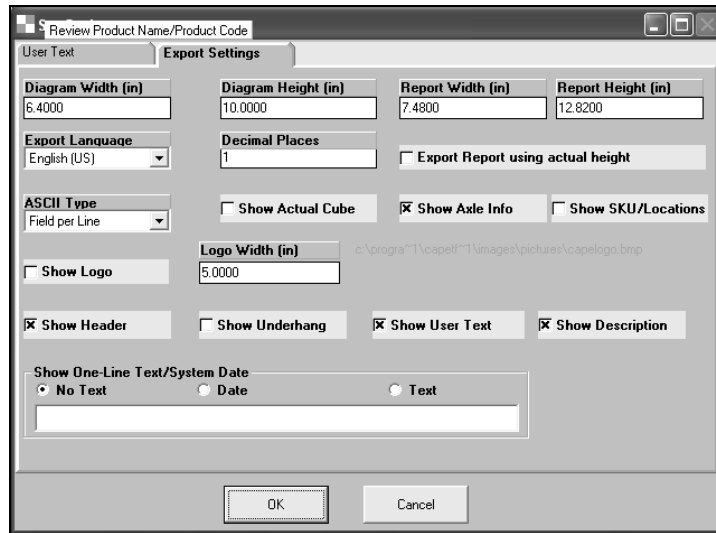 Review Product Name/Product Code
User Text
Export Settings
Diagram Width (in)
Diagram Height (in)
Report Width (in)
Report Height (in)
6.4000
10.0000
7.4800
12.8200
Export Language
Decimal Places
English (US)
1
Export Report using actual height
ASCII Type
Field per Line
Show Actual Cube
Show Axle Info
Show SKU/Locations
Logo Width (in)
c:\progra~1\capelf~1\images\pictures\capelogo.bmp
Show Logo
5.0000
Show Header
Show Underhang
Show User Text
Show Description
Show One-Line Text/System Date
No Text
Date
Text
OK
Cancel